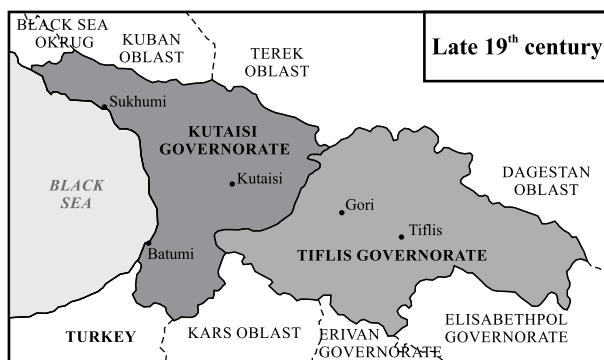 BLACK SEA
OKRUG
KUBAN
OBLAST
TEREK
OBLAST
Late 19th century
Sukhumi
KUTAISI
GOVERNORATE
Kutaisi
BLACK
SEA
DAGESTAN
OBLAST
Gori
Tiflis
Batumi
TIFLIS GOVERNORATE
TURKEY
KARS OBLAST
ERIVAN
GOVERNORATE
ELISABETHPOL
GOVERNORATE